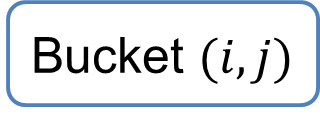 Bucket (i, j)